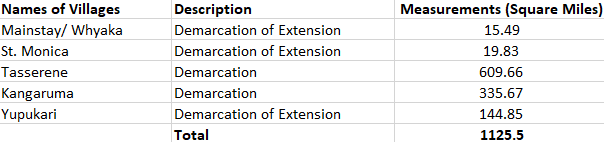 Names of Villages Description Measurements (Square Miles)
Mainstay/ Whyaka Demarcation of Extension 15.49
St. Monica Demarcation of Extension 19.83
Tasserene Demarcation 609.66
Kangaruma Demarcation 335.67
Yupukari Demarcation of Extension 144.85
Total 1125.5